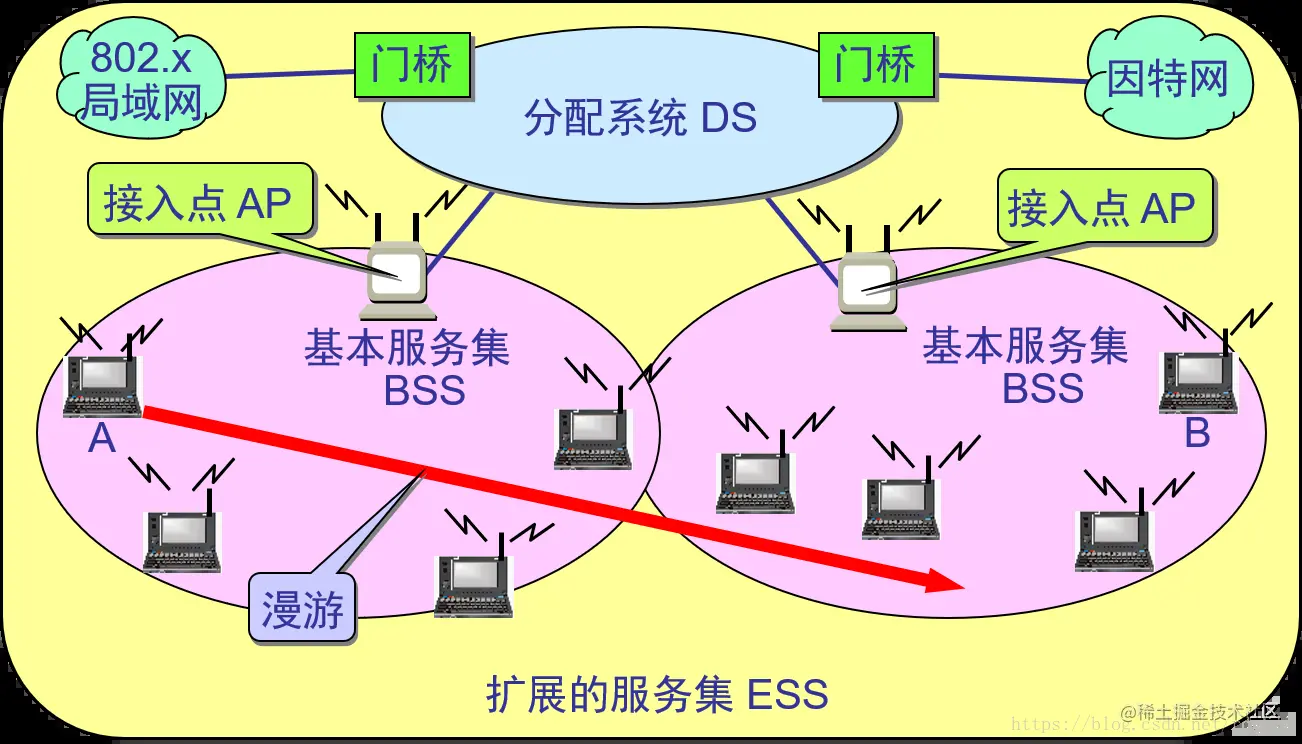 802.x
局域网
门桥
分配系统 DS
门桥
因特网
接入点 AP
接入点 AP
基本服务集
BSS
基本服务集
BSS
A
B
漫游
扩展的服务集 ESS
@稀土掘金技术社区
https://blog.csdn.net